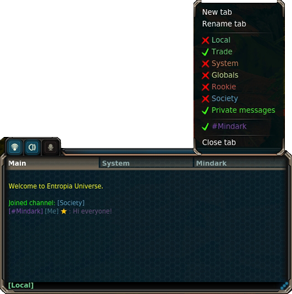 New tab
Rename tab
Local
Trade
System
Globals
Rookie
Society
Private messages
#Mindark
Close tab
Main
System
Mindark
Welcome to Entropia Universe.
Joined channel: [Society]
[#Mindark] [Me] : Hi everyone!
[Local]